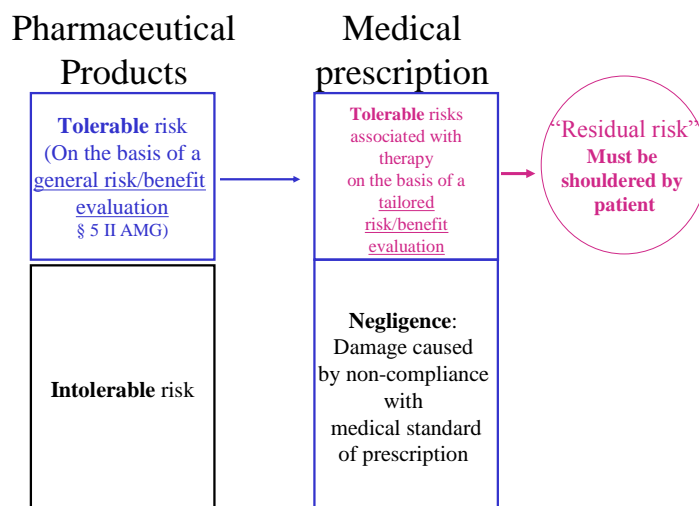 Pharmaceutical
Products
Medical
prescription
Tolerable risk
(On the basis of a
general risk/benefit
evaluation
§ 5 II AMG)
Tolerable risks
associated with
therapy
on the basis of a
tailored
risk/benefit
evaluation
“Residual risk”
Must be
shouldered by
patient
Intolerable risk
Negligence:
Damage caused
by non-compliance
with
medical standard
of prescription